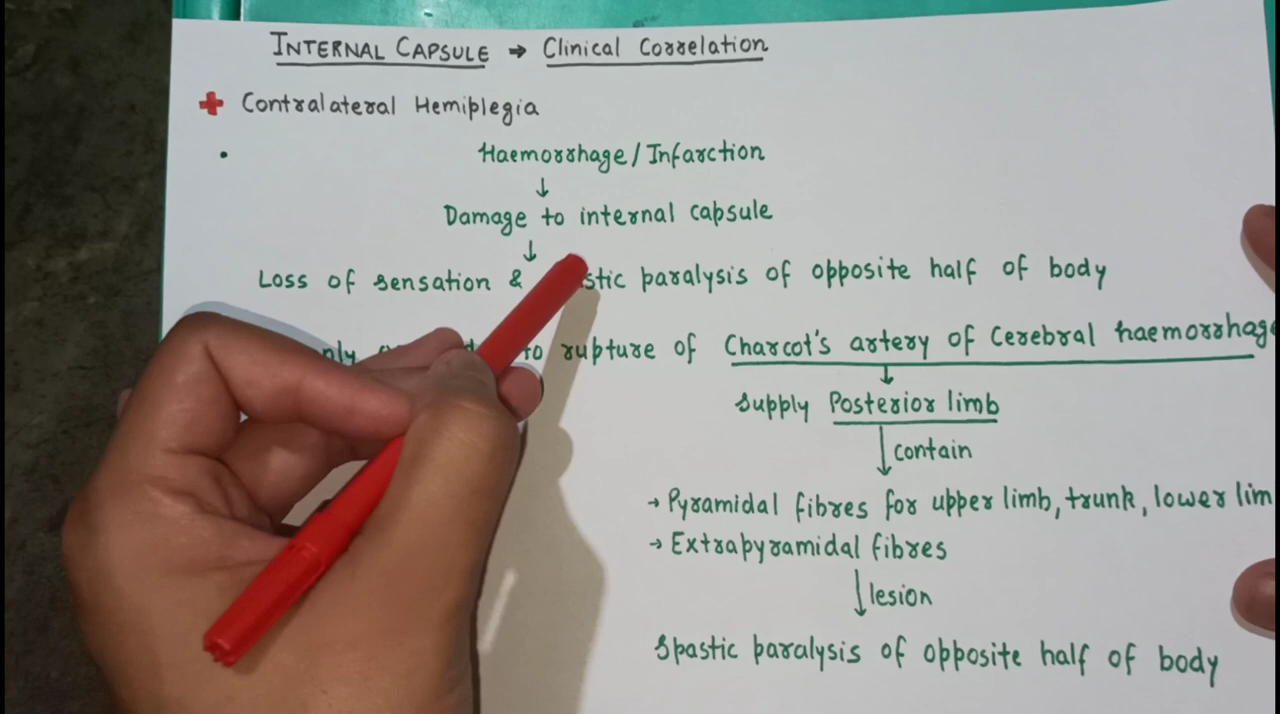 INTERNAL CAPSULE → Clinical Correlation
+ Contralateral Hemiplegia
• Haemorrhage/Infarction
↓
Damage to internal capsule
↓
Loss of sensation & paralysis of opposite half of body
to rupture of Charcot's artery of Cerebral haemorrhage
↓
supply Posterior limb
↓ contain
→ Pyramidal fibres for upper limb, trunk, lower lim
→ Extrapyramidal fibres
↓ lesion
Spastic paralysis of opposite half of body